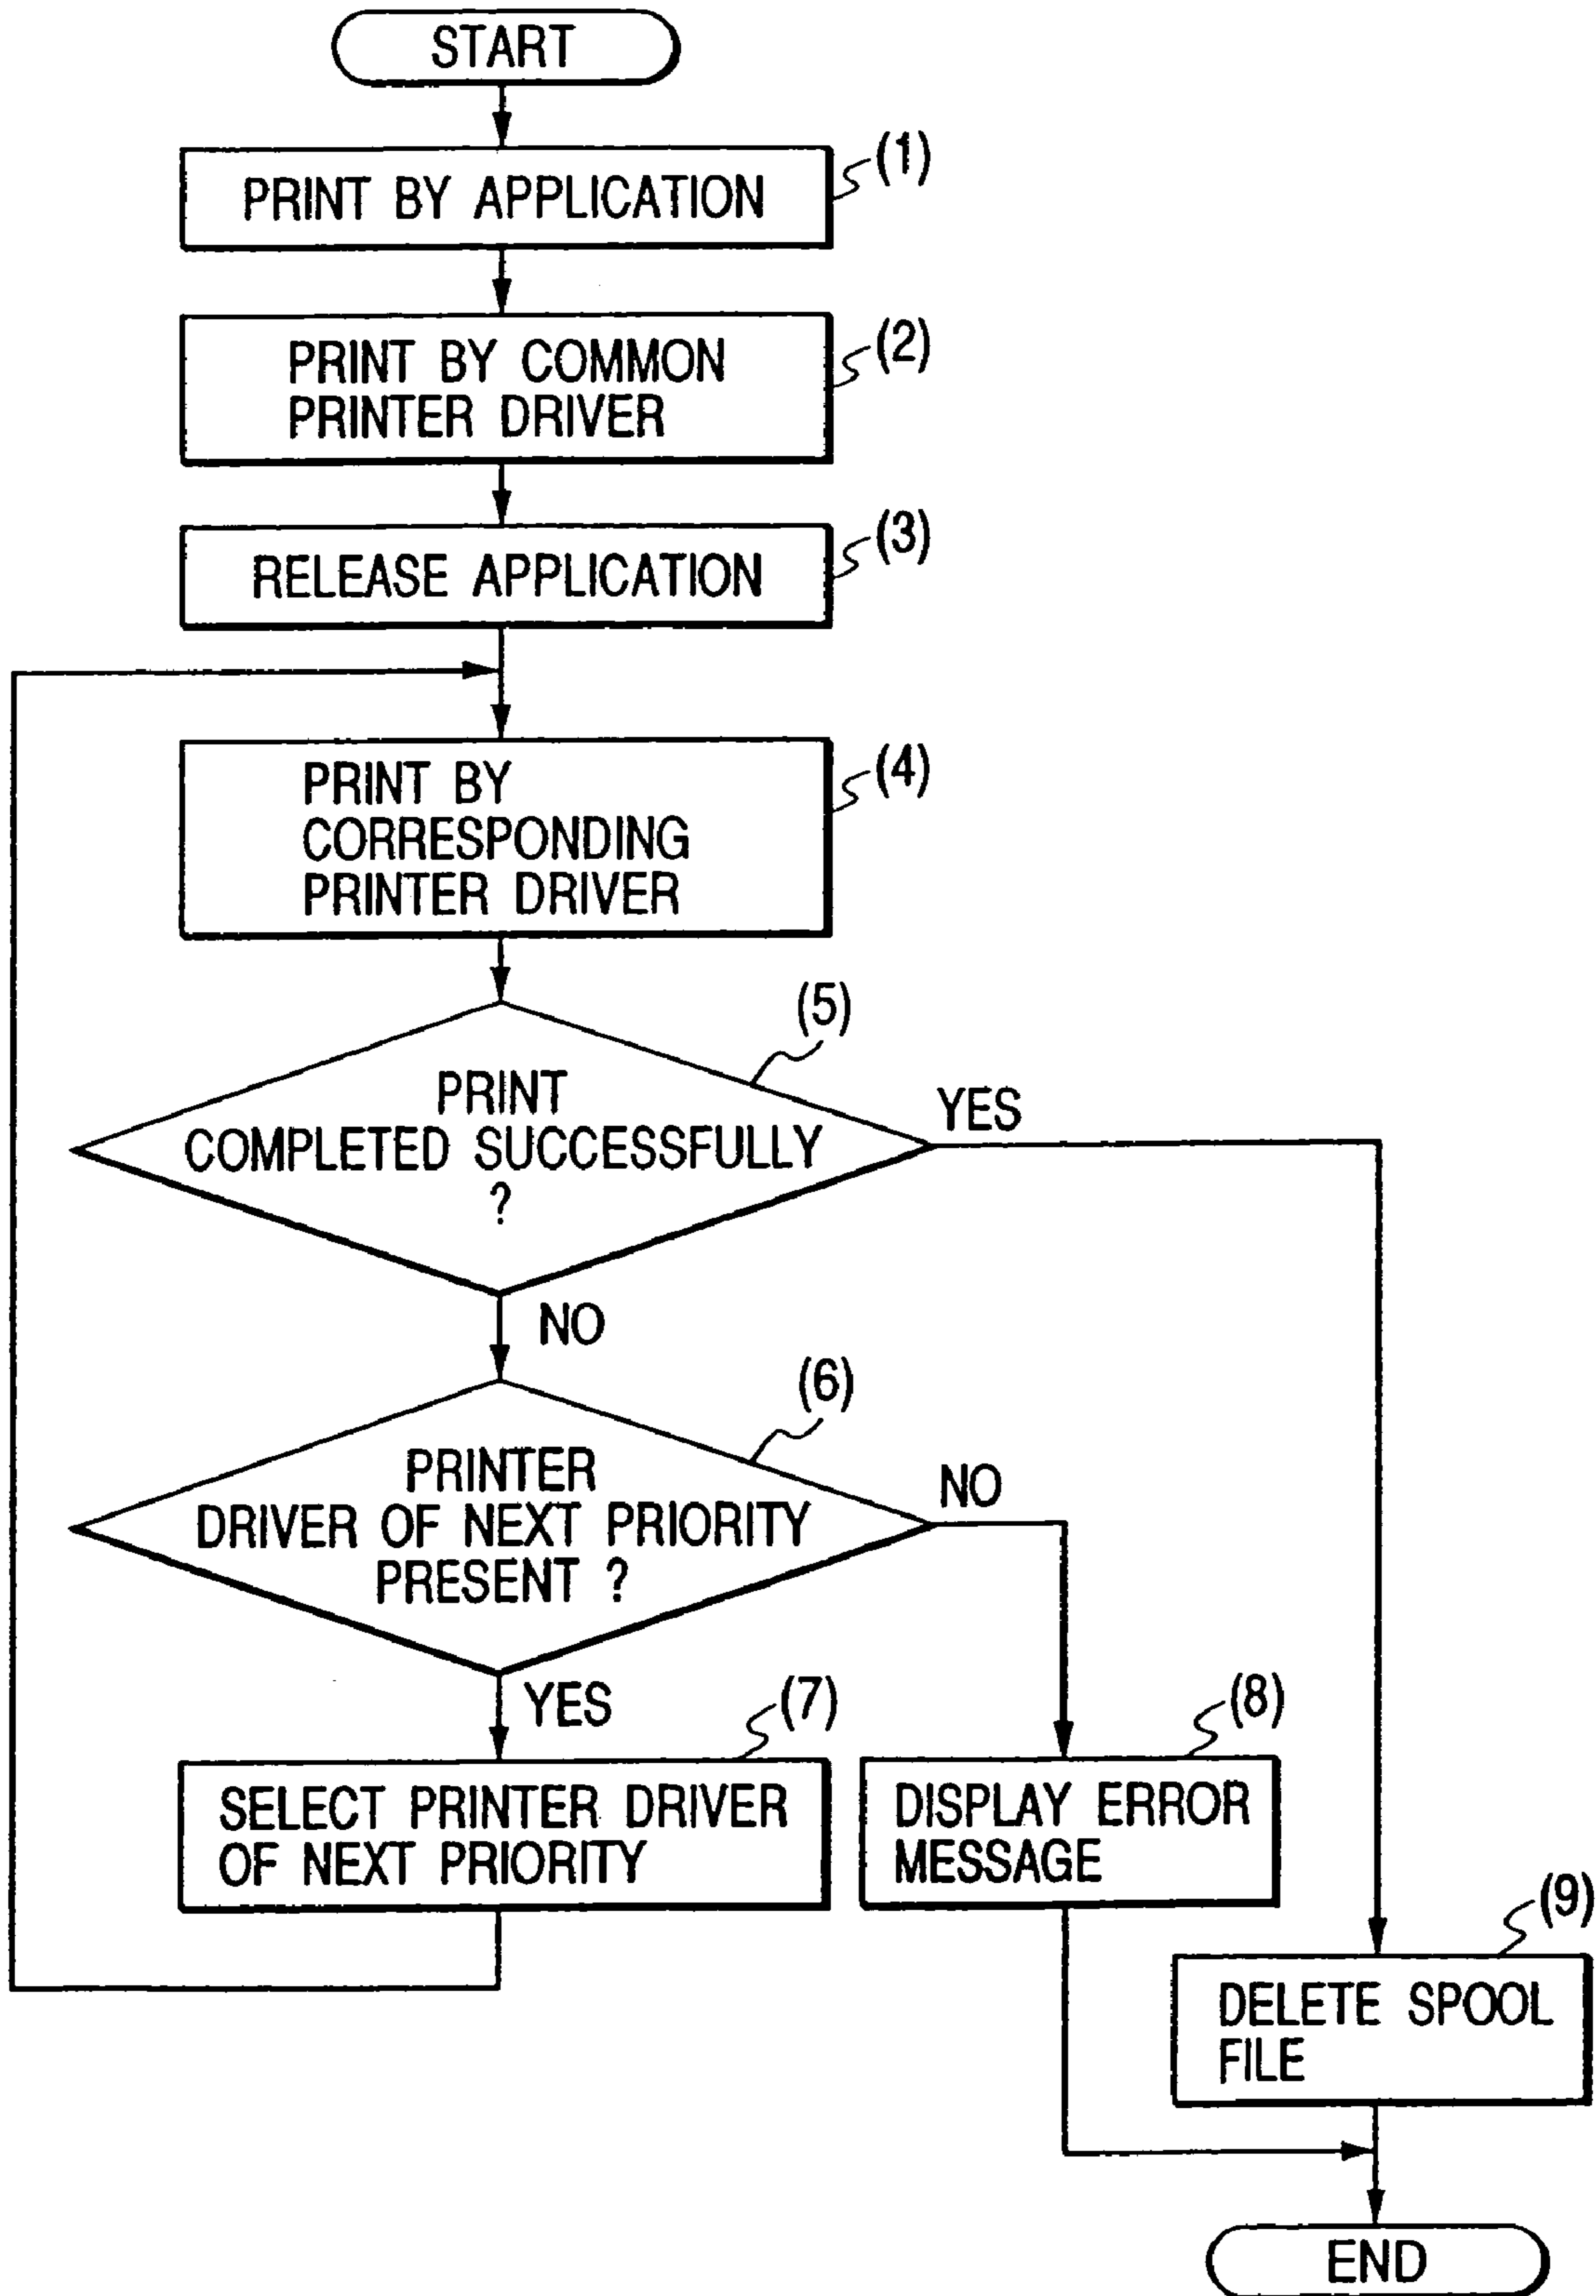 START
PRINT BY APPLICATION
(1)
PRINT BY COMMON
PRINTER DRIVER
(2)
RELEASE APPLICATION
(3)
PRINT BY
CORRESPONDING
PRINTER DRIVER
(4)
(5)
PRINT
COMPLETED SUCCESSFULLY
?
YES
NO
(6)
PRINTER
DRIVER OF NEXT PRIORITY
PRESENT ?
NO
YES
(7)
SELECT PRINTER DRIVER
OF NEXT PRIORITY
(8)
DISPLAY ERROR
MESSAGE
(9)
DELETE SPOOL
FILE
END